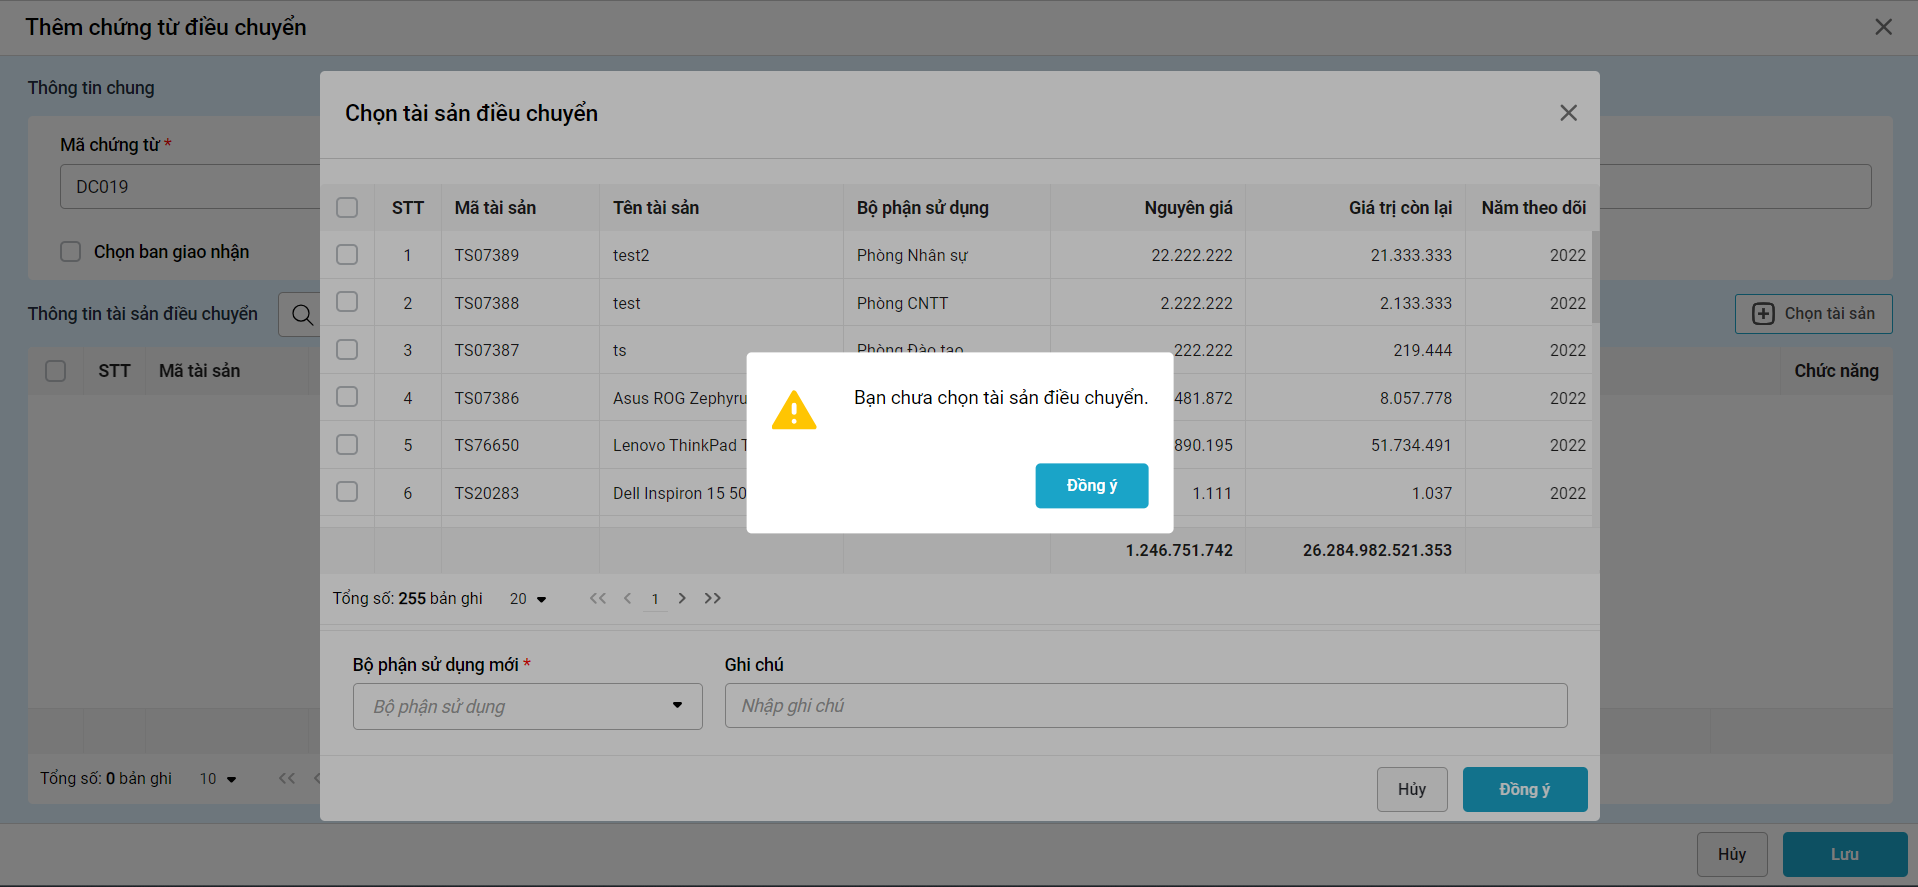 Thêm chứng từ điều chuyển
Thông tin chung
Mã chứng từ *
DC019
Chọn ban giao nhận
Thông tin tài sản điều chuyển
Chọn tài sản
STT Mã tài sản Chức năng
Tổng số: 0 bản ghi 10 <<
Hủy Lưu
Chọn tài sản điều chuyển
STT Mã tài sản Tên tài sản Bộ phận sử dụng Nguyên giá Giá trị còn lại Năm theo dõi
1 TS07389 test2 Phòng Nhân sự 22.222.222 21.333.333 2022
2 TS07388 test Phòng CNTT 2.222.222 2.133.333 2022
3 TS07387 ts Phòng Đào tạo 222.222 219.444 2022
4 TS07386 Asus ROG Zephyru 481.872 8.057.778 2022
5 TS76650 Lenovo ThinkPad T 890.195 51.734.491 2022
6 TS20283 Dell Inspiron 15 50 1.111 1.037 2022
1.246.751.742 26.284.982.521.353
Tổng số: 255 bản ghi 20 << < 1 > >>
Bộ phận sử dụng mới * Ghi chú
Bộ phận sử dụng Nhập ghi chú
Hủy Đồng ý
Bạn chưa chọn tài sản điều chuyển.
Đồng ý